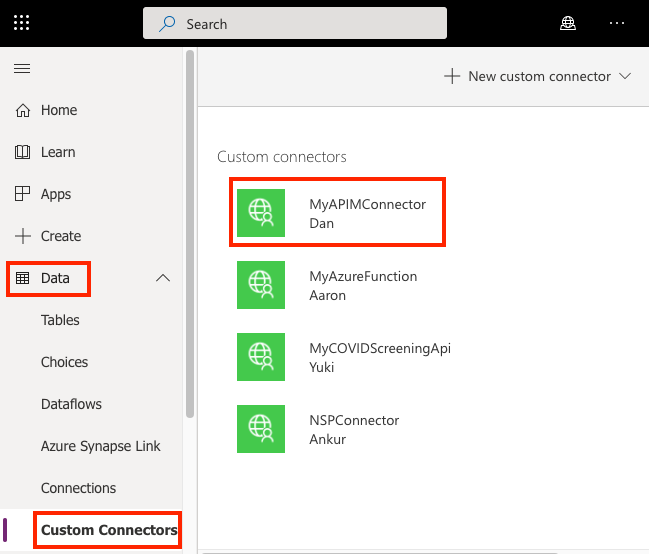 Search
New custom connector
Home
Learn
Apps
Create
Data
Tables
Choices
Dataflows
Azure Synapse Link
Connections
Custom Connectors
Custom connectors
MyAPIMConnector
Dan
MyAzureFunction
Aaron
MyCOVIDScreeningApi
Yuki
NSPConnector
Ankur